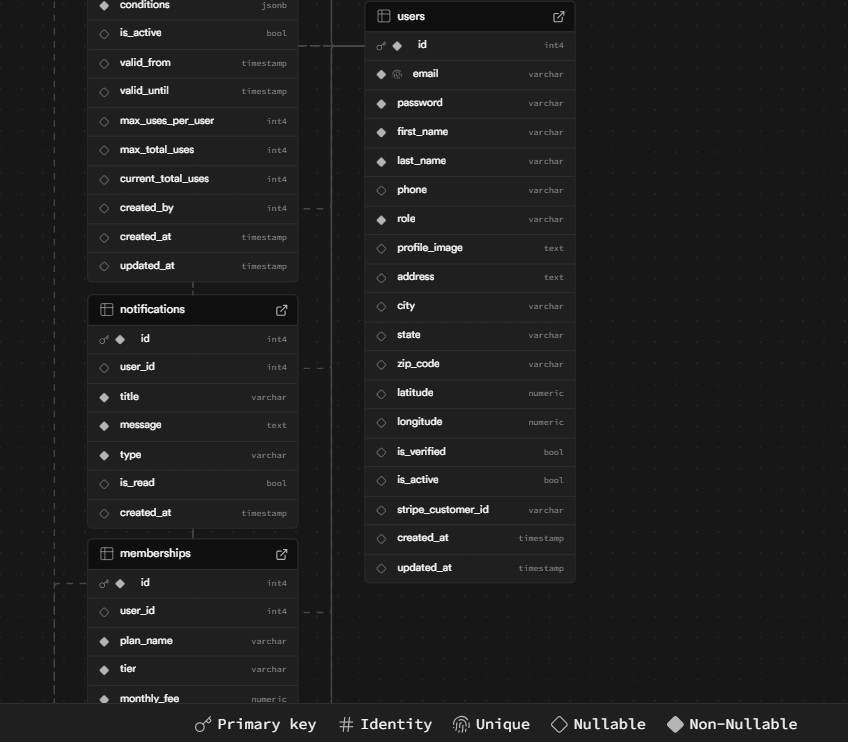 conditions jsonb
is_active bool
valid_from timestamp
valid_until timestamp
max_uses_per_user int4
max_total_uses int4
current_total_uses int4
created_by int4
created_at timestamp
updated_at timestamp
notifications
id int4
user_id int4
title varchar
message text
type varchar
is_read bool
created_at timestamp
memberships
id int4
user_id int4
plan_name varchar
tier varchar
monthly_fee numeric
users
id int4
email varchar
password varchar
first_name varchar
last_name varchar
phone varchar
role varchar
profile_image text
address text
city varchar
state varchar
zip_code varchar
latitude numeric
longitude numeric
is_verified bool
is_active bool
stripe_customer_id varchar
created_at timestamp
updated_at timestamp
Primary key Identity Unique Nullable Non-Nullable